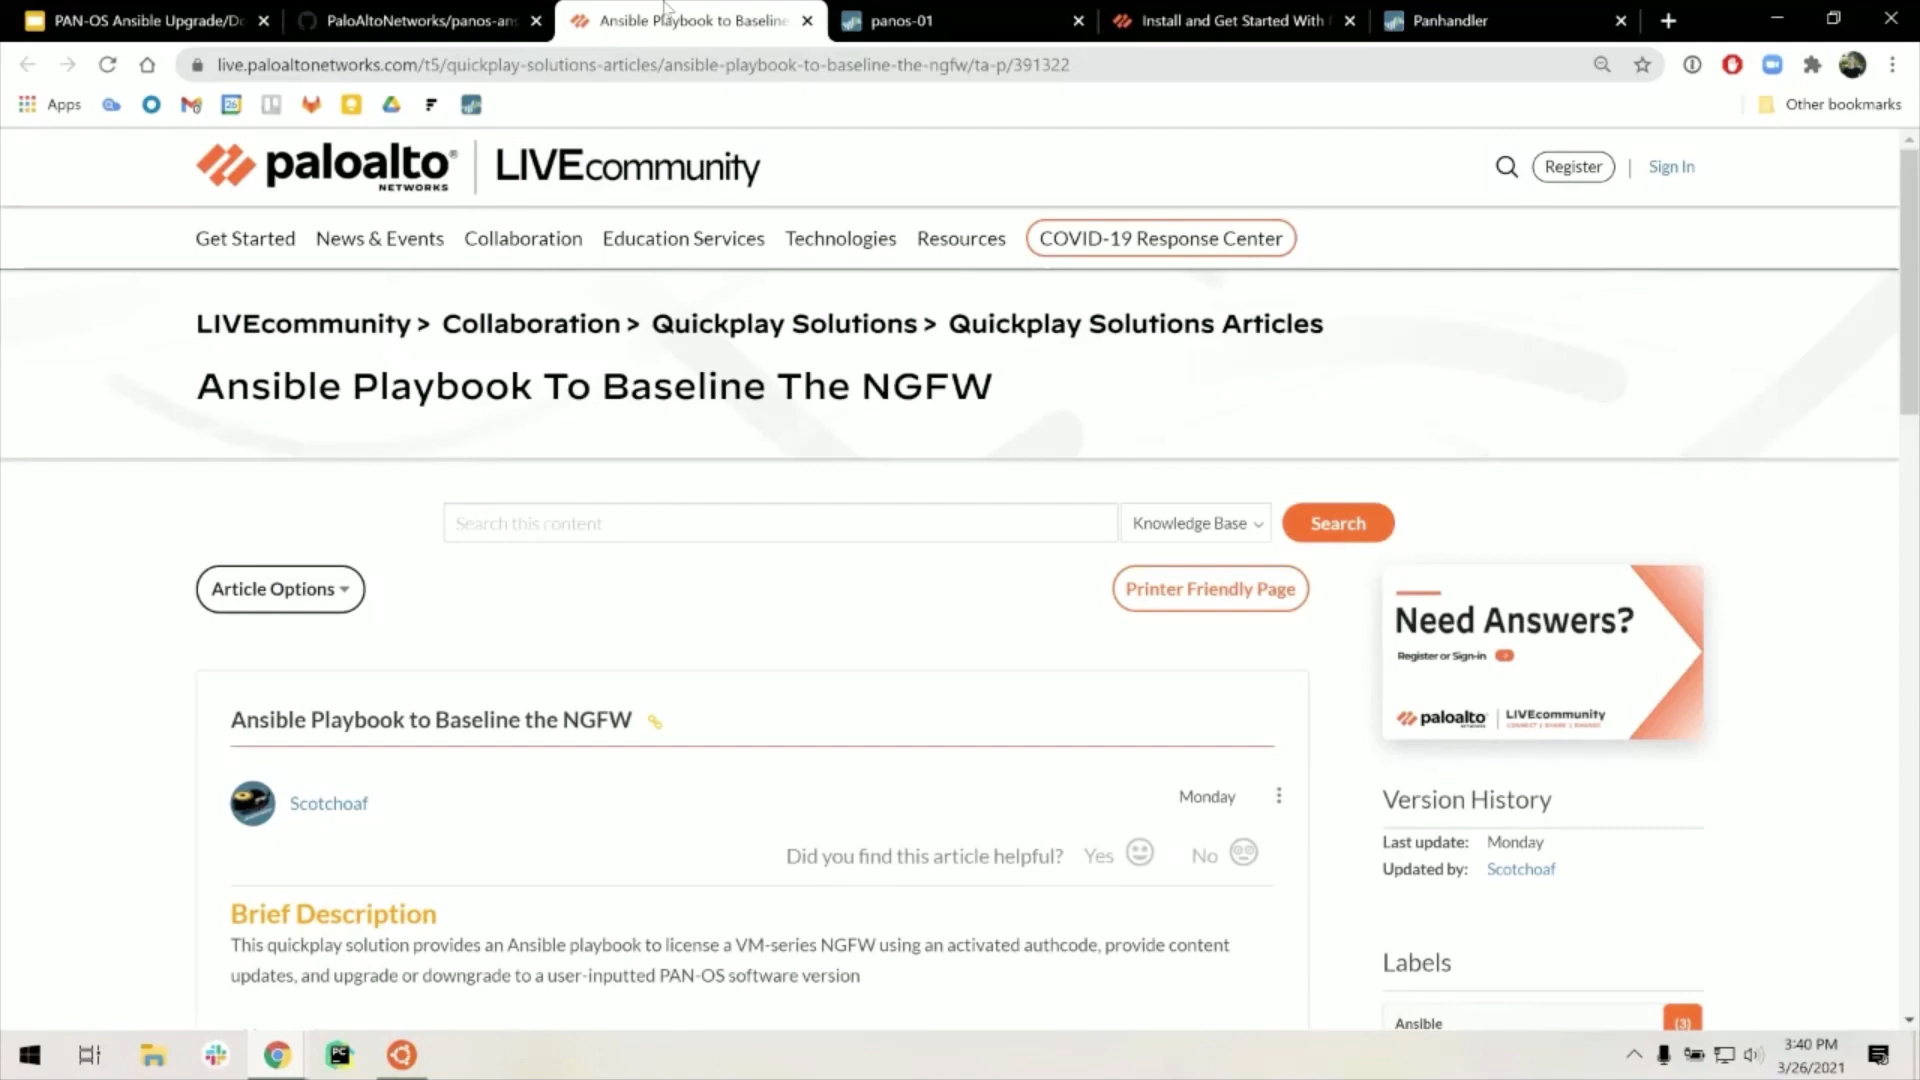 PAN-OS Ansible Upgrade/Do
PaloAltoNetworks/panos-ans
Ansible Playbook to Baseline
panos-01
Install and Get Started With
Panhandler
live.paloaltonetworks.com/t5/quickplay-solutions-articles/ansible-playbook-to-baseline-the-ngfw/ta-p/391322
Apps
Other bookmarks
paloalto
NETWORKS
LIVEcommunity
Register
|
Sign In
Get Started
News & Events
Collaboration
Education Services
Technologies
Resources
COVID-19 Response Center
LIVEcommunity > Collaboration > Quickplay Solutions > Quickplay Solutions Articles
Ansible Playbook To Baseline The NGFW
Search this content
Knowledge Base
Search
Article Options
Printer Friendly Page
Need Answers?
Register or Sign-in
paloalto
LIVEcommunity
Ansible Playbook to Baseline the NGFW
Scotchoaf
Monday
Did you find this article helpful? Yes No
Brief Description
This quickplay solution provides an Ansible playbook to license a VM-series NGFW using an activated authcode, provide content
updates, and upgrade or downgrade to a user-inputted PAN-OS software version
Version History
Last update: Monday
Updated by: Scotchoaf
Labels
Ansible
(3)
3:40 PM
3/26/2021